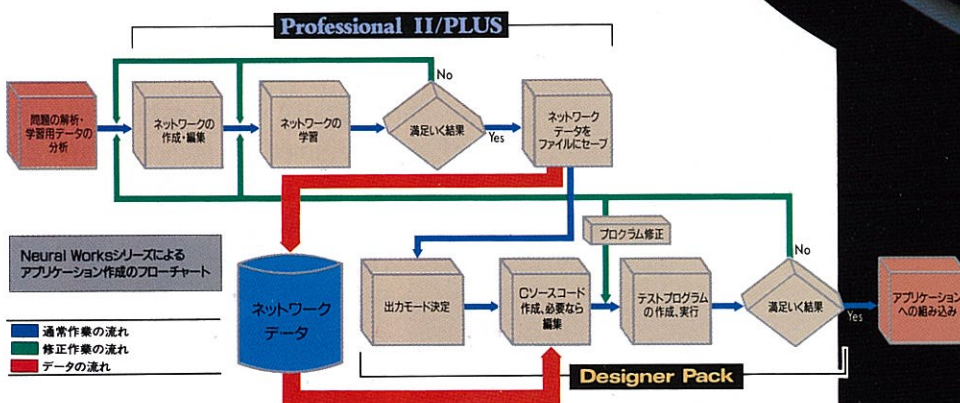 Professional II/PLUS
問題の解析・
学習用データの
分析
ネットワークの
作成・編集
ネットワークの
学習
満足いく結果
No
Yes
ネットワーク
データを
ファイルにセーブ
Neural Worksシリーズによる
アプリケーション作成のフローチャート
通常作業の流れ
修正作業の流れ
データの流れ
ネットワーク
データ
出力モード決定
Cソースコード
作成、必要なら
編集
プログラム修正
テストプログラム
の作成、実行
満足いく結果
No
Yes
アプリケーション
への組み込み
Designer Pack